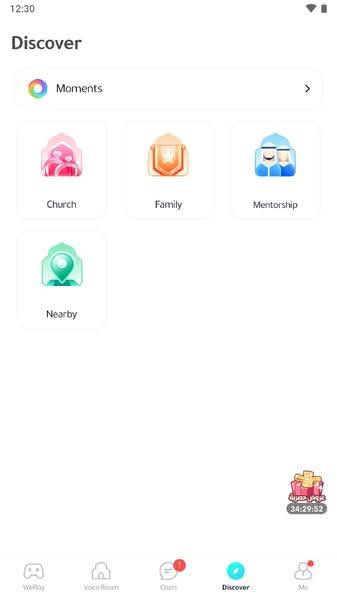 12:30
Discover
Moments
Church
Family
Mentorship
Nearby
34:29:52
1
WePlay
Voice Room
Chats
Discover
Me